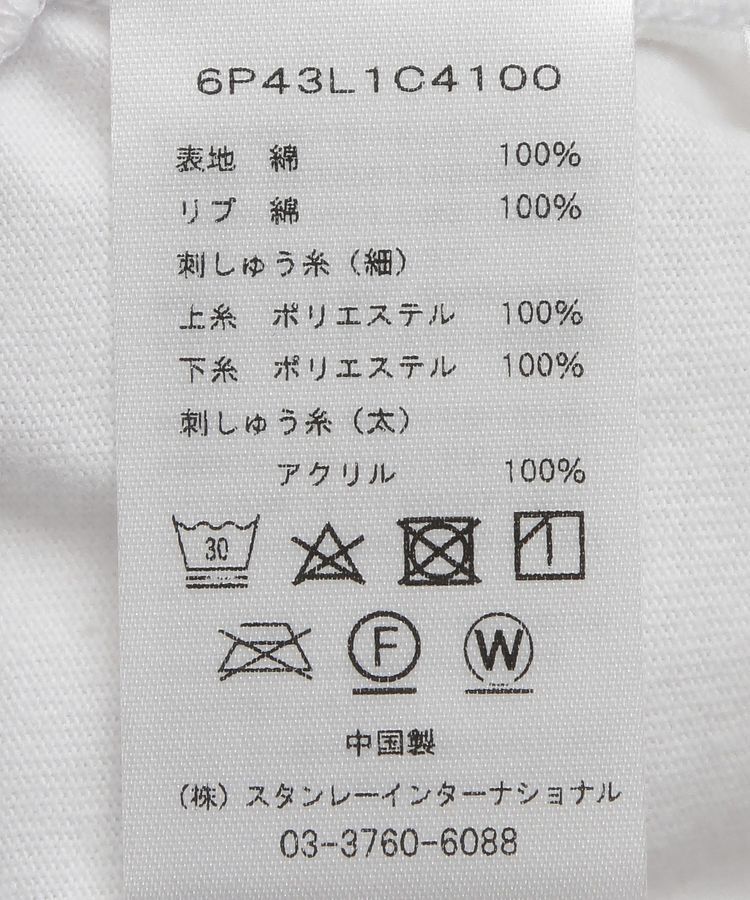 6P43L1C4100
表地 綿 100%
リブ 綿 100%
刺しゅう糸(細)
上糸 ポリエステル 100%
下糸 ポリエステル 100%
刺しゅう糸(太)
アクリル 100%
30
F W
中国製
(株)スタンレーインターナショナル
03-3760-6088